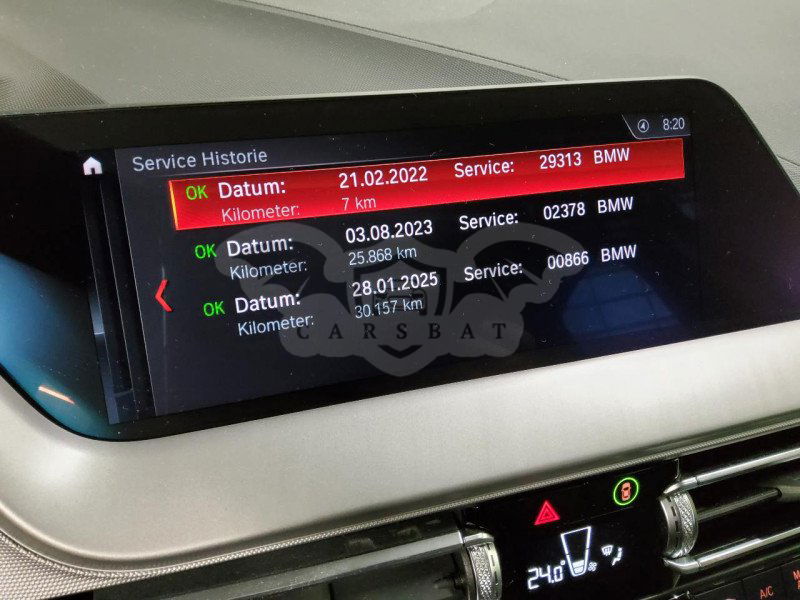 8:20
Service Historie
OK Datum: 21.02.2022 Service: 29313 BMW
Kilometer: 7 km
OK Datum: 03.08.2023 Service: 02378 BMW
Kilometer: 25.868 km
OK Datum: 28.01.2025 Service: 00866 BMW
Kilometer: 30.157 km
CARSBAT
24.0°
A/C